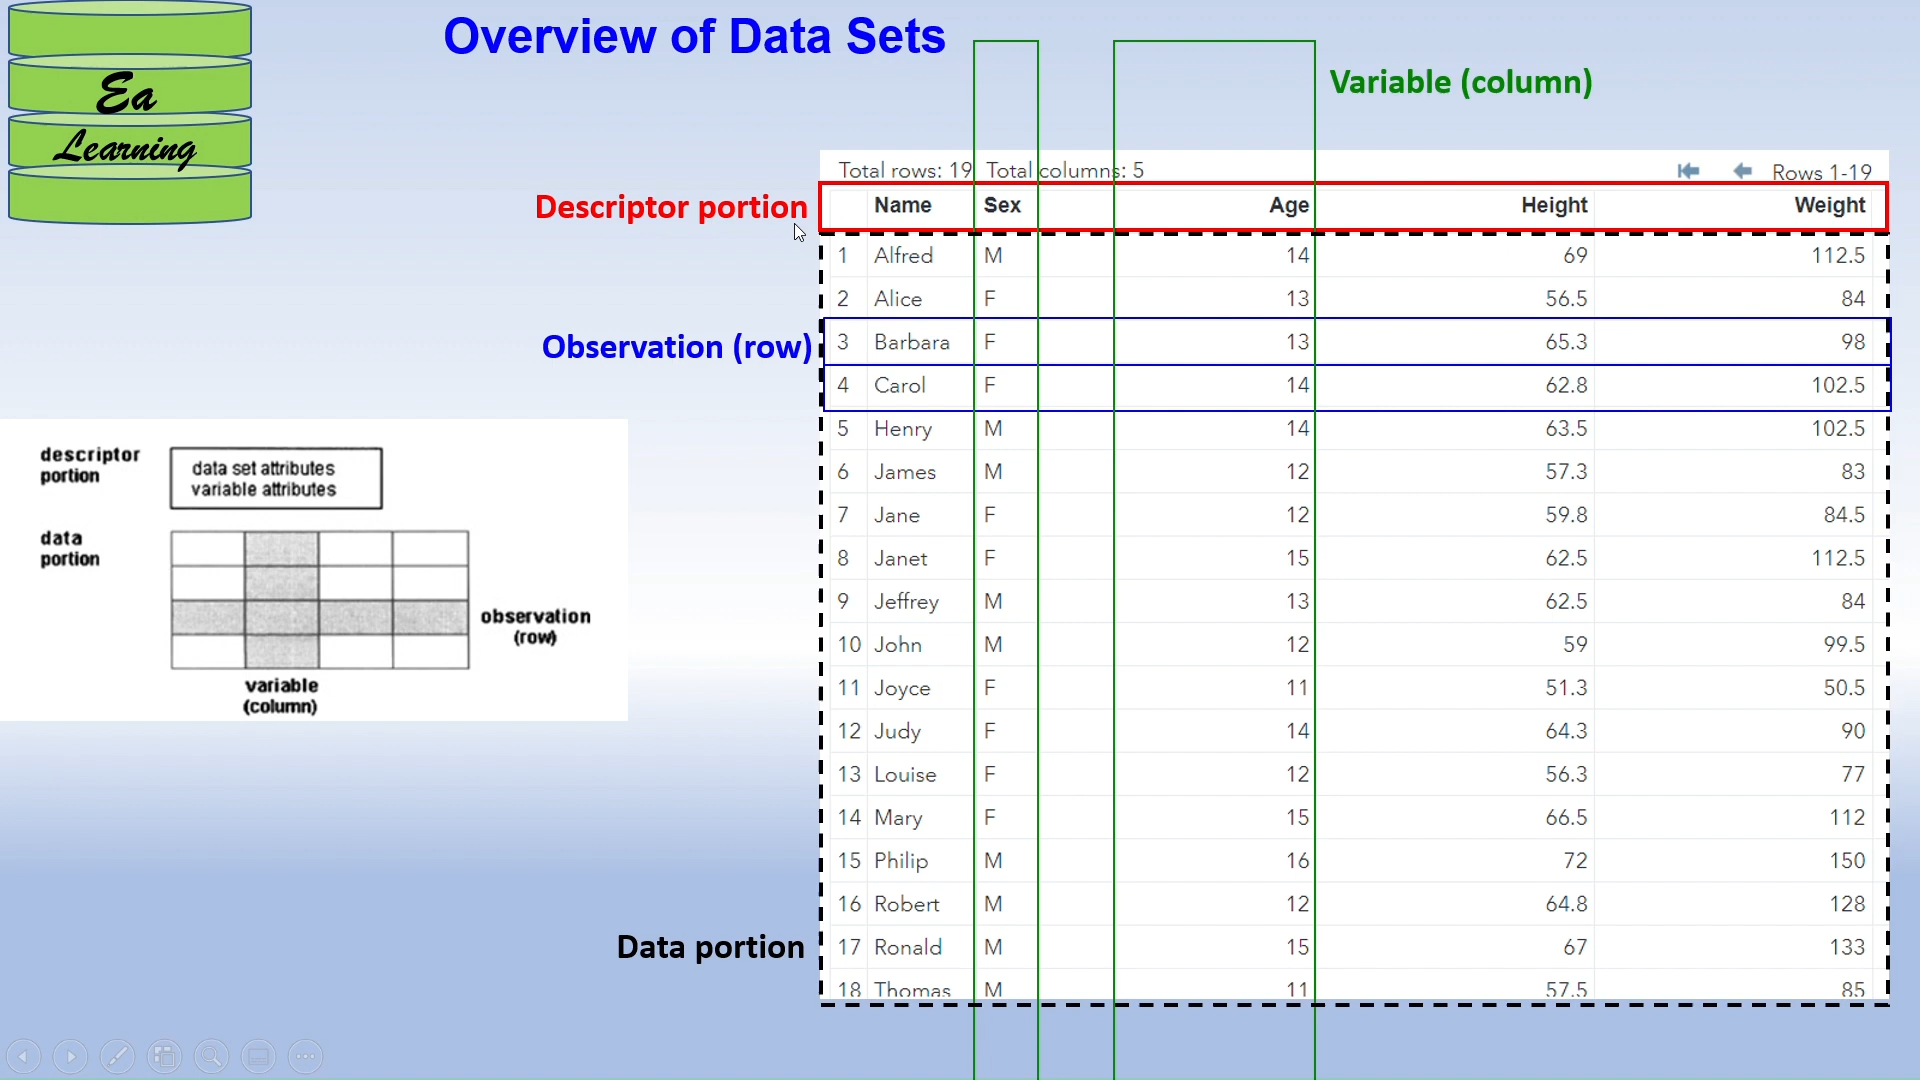 Overview of Data Sets
Ea
Learning
Variable (column)
Total rows: 19 Total columns: 5 Rows 1-19
Descriptor portion
Name Sex Age Height Weight
1 Alfred M 14 69 112.5
2 Alice F 13 56.5 84
Observation (row)
3 Barbara F 13 65.3 98
4 Carol F 14 62.8 102.5
5 Henry M 14 63.5 102.5
6 James M 12 57.3 83
7 Jane F 12 59.8 84.5
8 Janet F 15 62.5 112.5
9 Jeffrey M 13 62.5 84
10 John M 12 59 99.5
11 Joyce F 11 51.3 50.5
12 Judy F 14 64.3 90
13 Louise F 12 56.3 77
14 Mary F 15 66.5 112
15 Philip M 16 72 150
16 Robert M 12 64.8 128
17 Ronald M 15 67 133
18 Thomas M 11 57.5 85
Data portion
descriptor
portion
data set attributes
variable attributes
data
portion
observation
(row)
variable
(column)